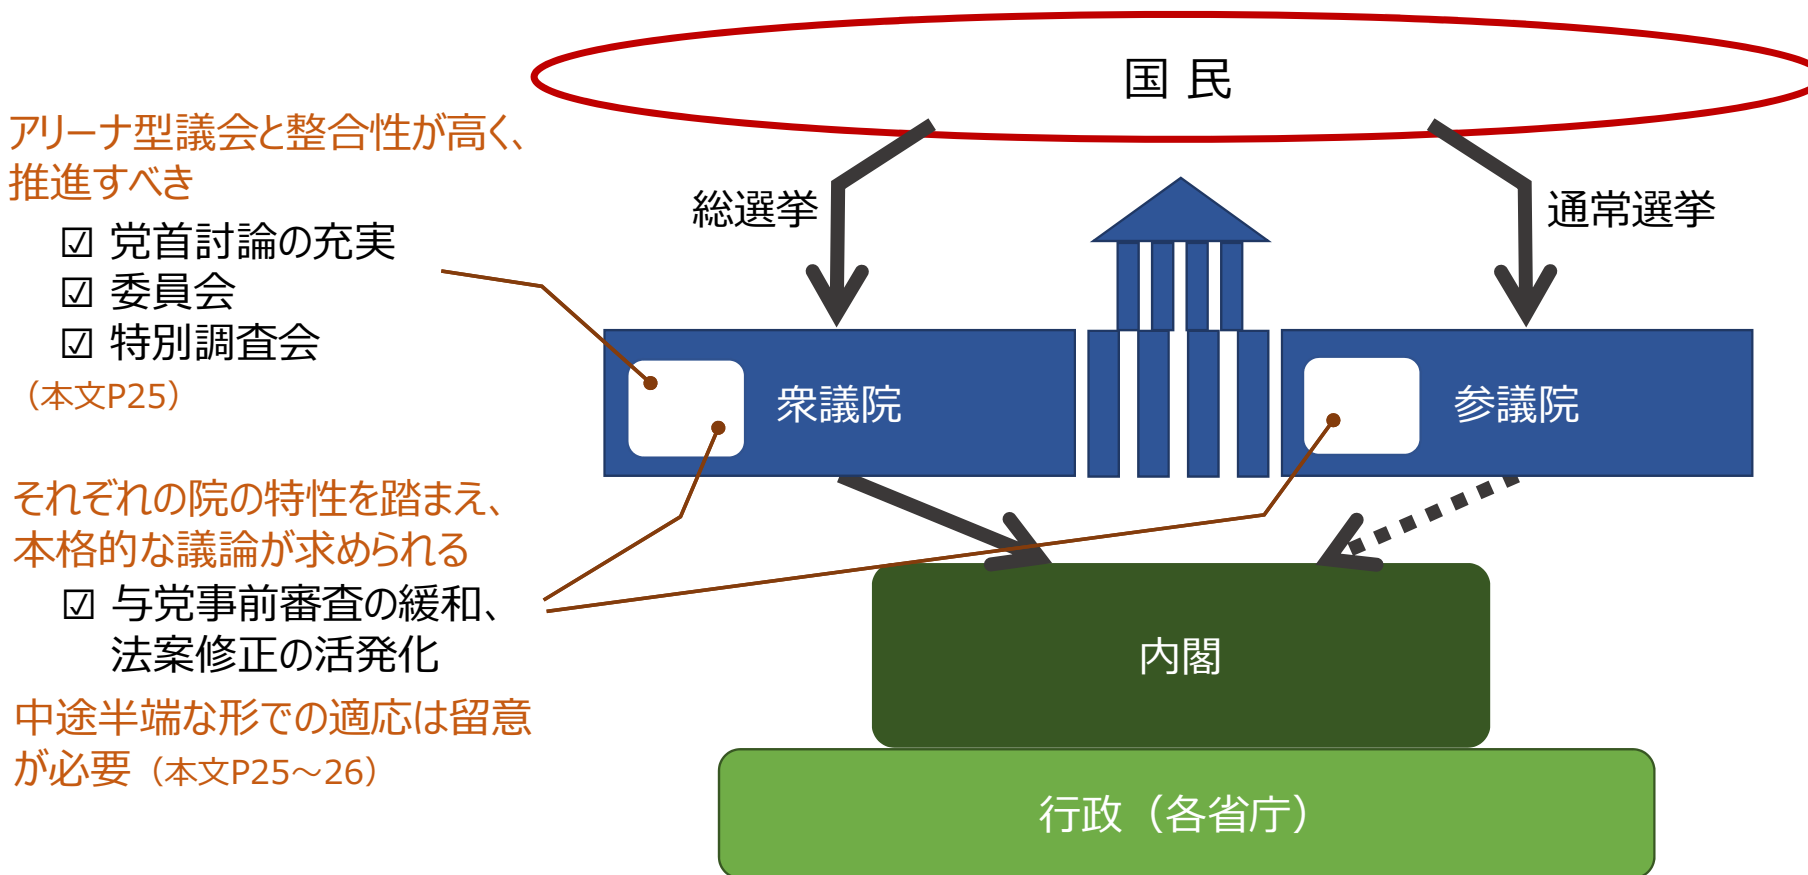 国 民
アリーナ型議会と整合性が高く、
推進すべき
☑ 党首討論の充実
☑ 委員会
☑ 特別調査会
（本文P25）
総選挙
通常選挙
衆議院
参議院
それぞれの院の特性を踏まえ、
本格的な議論が求められる
☑ 与党事前審査の緩和、
法案修正の活発化
中途半端な形での適応は留意
が必要（本文P25～26）
内閣
行政（各省庁）